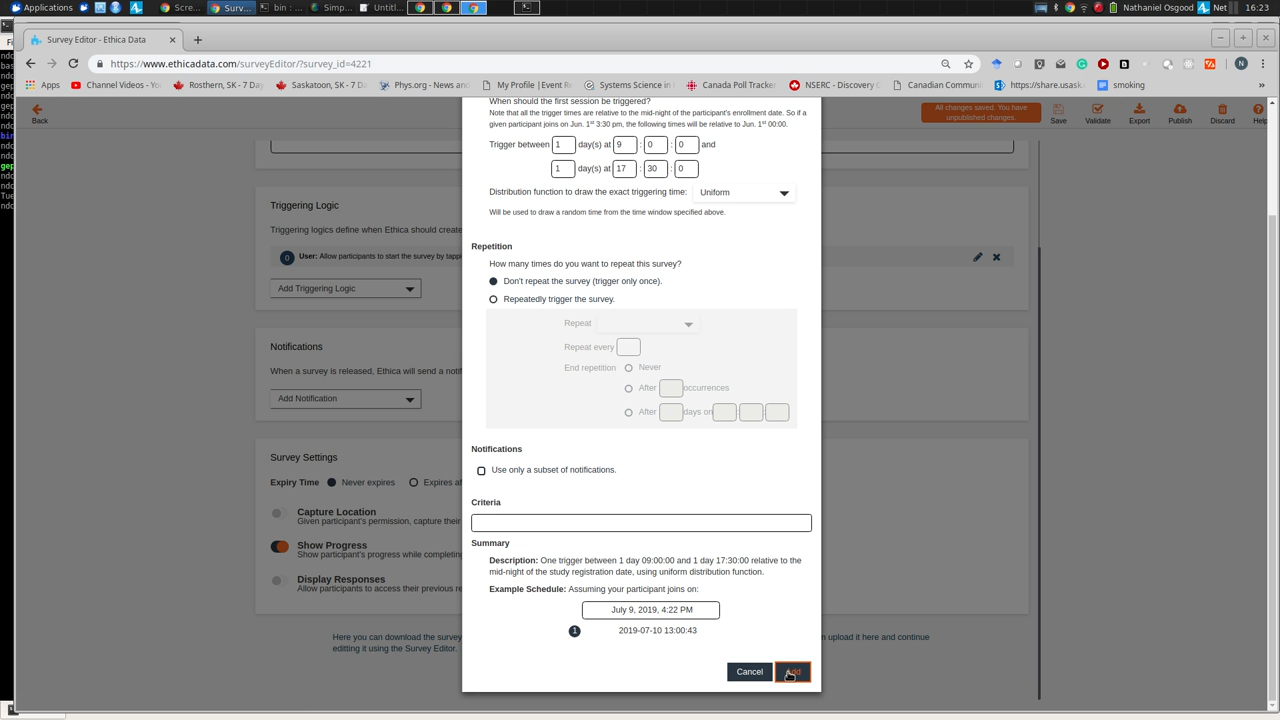 Applications
Scre...
Surv...
bin : ...
Simp...
Untitl...
Nathaniel Osgood
Net
16:23
Survey Editor - Ethica Data
https://www.ethicadata.com/surveyEditor/?survey_id=4221
N
Apps
Channel Videos - You
Rosthern, SK - 7 Day
Saskatoon, SK - 7 D
Phys.org - News and
My Profile | Event R
Systems Science in
Canada Poll Tracker
NSERC - Discovery
Canadian Commun
https://share.usask.
smoking
Back
All changes saved. You have
unpublished changes.
Save
Validate
Export
Publish
Discard
Help
When should the first session be triggered?
Note that all the trigger times are relative to the mid-night of the participant's enrollment date. So if a
given participant joins on Jun. 1st 3:30 pm, the following times will be relative to Jun. 1st 00:00.
Trigger between 1 day(s) at 9 : 0 : 0 and
1 day(s) at 17 : 30 : 0
Distribution function to draw the exact triggering time: Uniform
Will be used to draw a random time from the time window specified above.
Repetition
How many times do you want to repeat this survey?
Don't repeat the survey (trigger only once).
Repeatedly trigger the survey.
Repeat
Repeat every
End repetition
Never
After occurrences
After days on : :
Notifications
Use only a subset of notifications.
Criteria
Summary
Description: One trigger between 1 day 09:00:00 and 1 day 17:30:00 relative to the
mid-night of the study registration date, using uniform distribution function.
Example Schedule: Assuming your participant joins on:
July 9, 2019, 4:22 PM
1 2019-07-10 13:00:43
Cancel
Triggering Logic
Triggering logics define when Ethica should create
0 User: Allow participants to start the survey by tappi
Add Triggering Logic
Notifications
When a survey is released, Ethica will send a notif
Add Notification
Survey Settings
Expiry Time Never expires Expires af
Capture Location
Given participant's permission, capture their
Show Progress
Show participant's progress while completin
Display Responses
Allow participants to access their previous re
Here you can download the survey
n upload it here and continue
editting it using the Survey Editor.